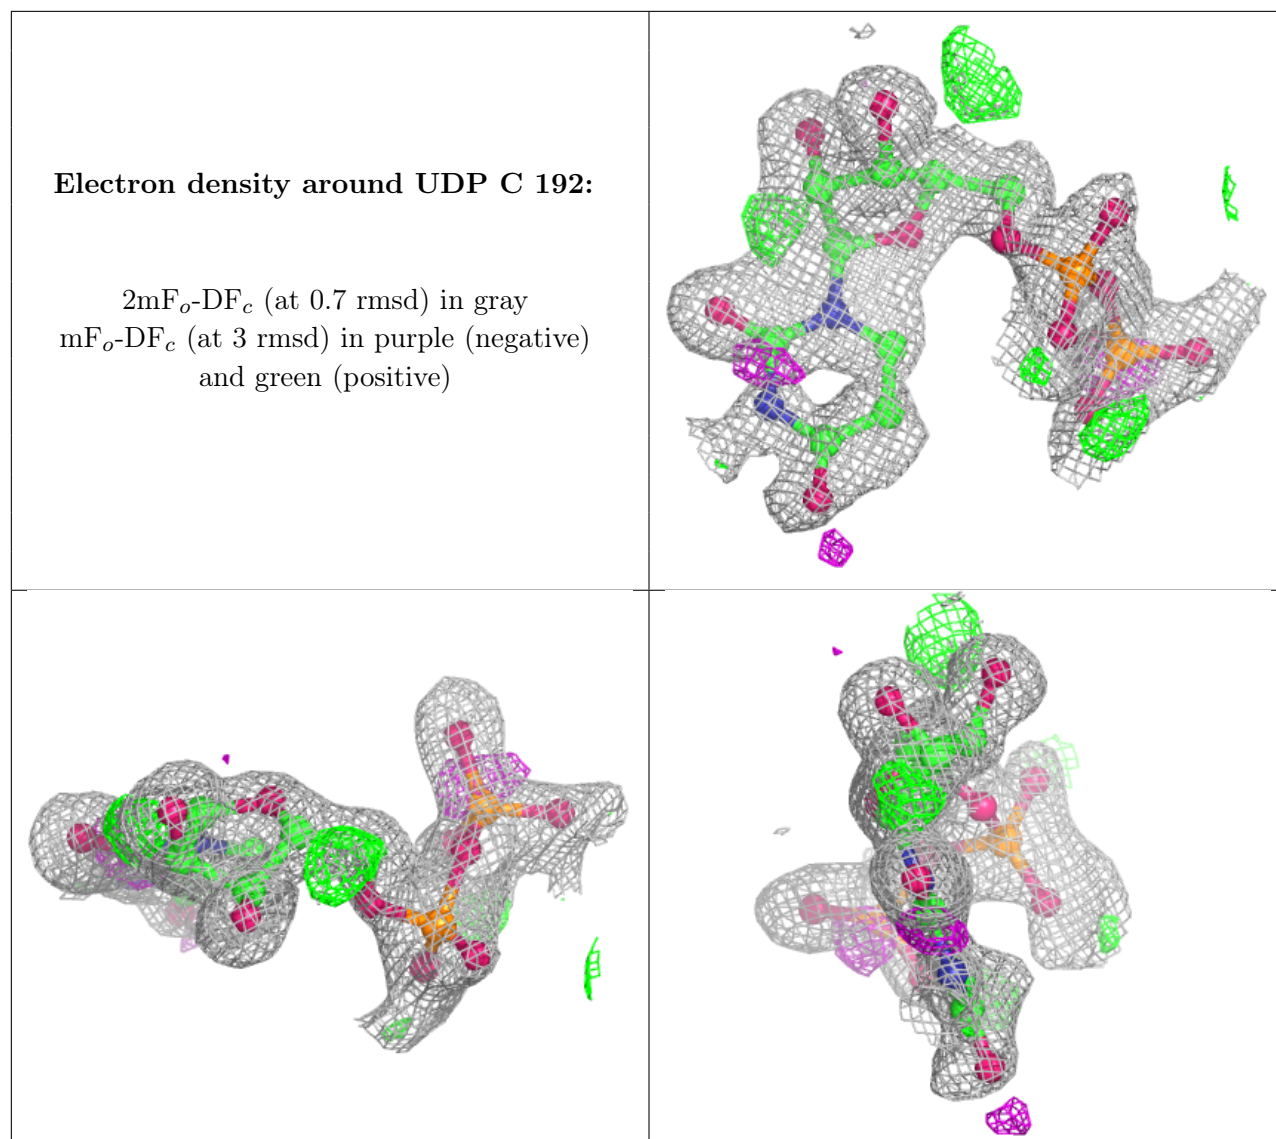 Electron density around UDP C 192:
2mFo-DFc (at 0.7 rmsd) in gray
mFo-DFc (at 3 rmsd) in purple (negative)
and green (positive)